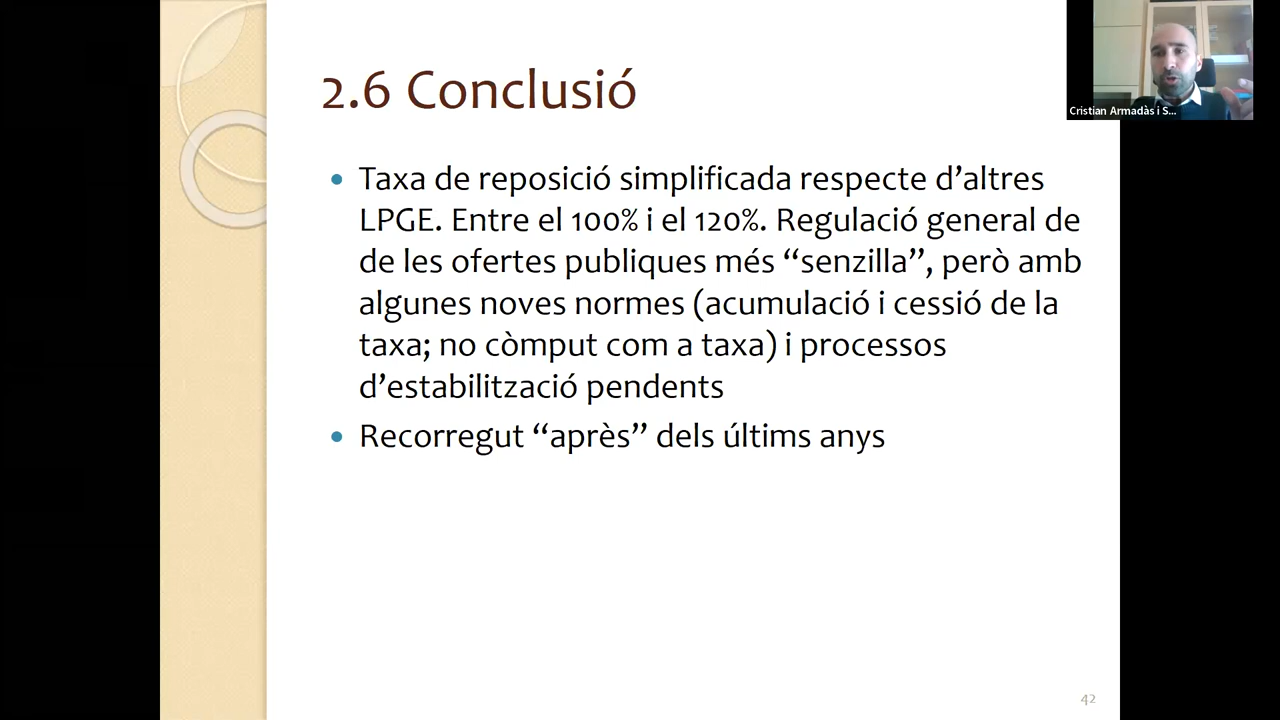 2.6 Conclusió
Cristian Armadàs i S...
• Taxa de reposició simplificada respecte d’altres
LPGE. Entre el 100% i el 120%. Regulació general de
de les ofertes publiques més “senzilla”, però amb
algunes noves normes (acumulació i cessió de la
taxa; no còmput com a taxa) i processos
d’estabilització pendents
• Recorregut “après” dels últims anys
42